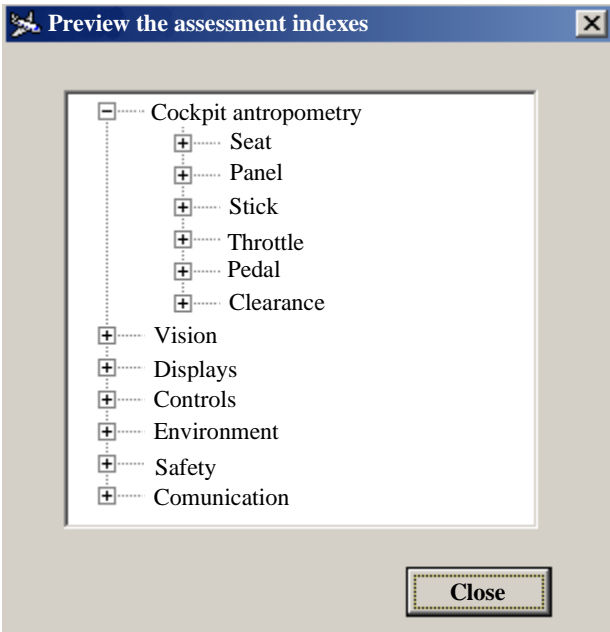 Preview the assessment indexes
Cockpit antropometry
Seat
Panel
Stick
Throttle
Pedal
Clearance
Vision
Displays
Controls
Environment
Safety
Comunication
Close